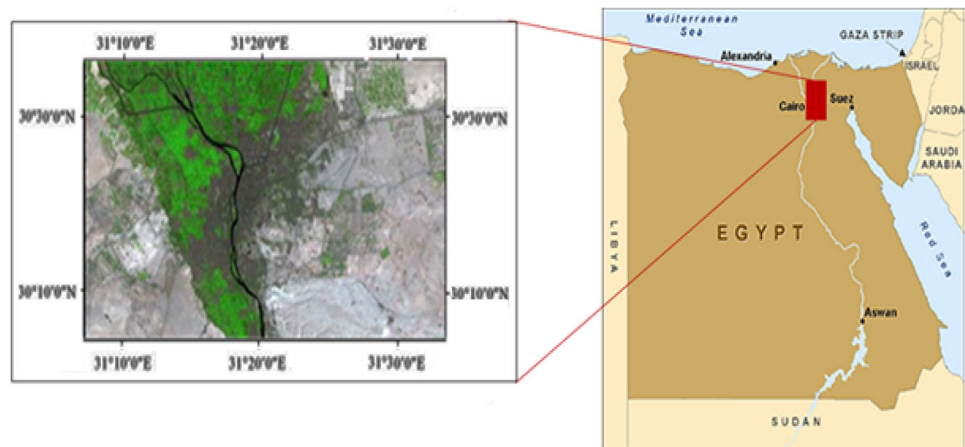 31°10'0"E 31°20'0"E 31°30'0"E
30°30'0"N 30°30'0"N
30°10'0"N 30°10'0"N
31°10'0"E 31°20'0"E 31°30'0"E
Mediterranean
Sea
GAZA STRIP
Alexandria
ISRAEL
Cairo
Suez
JORDA
SAUDI
ARABIA
EGYPT
LIBYA
Red Sea
Aswan
SUDAN